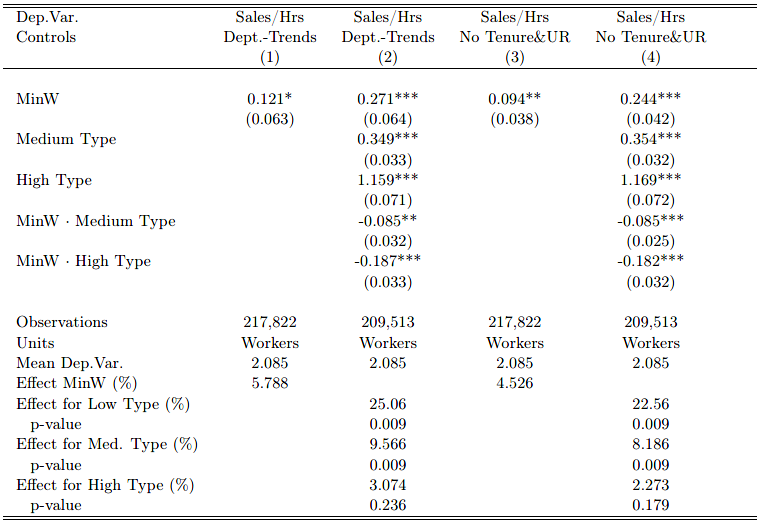 Dep.Var. Sales/Hrs Sales/Hrs Sales/Hrs Sales/Hrs
Controls Dept.-Trends Dept.-Trends No Tenure&UR No Tenure&UR
(1) (2) (3) (4)
MinW 0.121* 0.271*** 0.094** 0.244***
(0.063) (0.064) (0.038) (0.042)
Medium Type 0.349*** 0.354***
(0.033) (0.032)
High Type 1.159*** 1.169***
(0.071) (0.072)
MinW · Medium Type -0.085** -0.085***
(0.032) (0.025)
MinW · High Type -0.187*** -0.182***
(0.033) (0.032)
Observations 217,822 209,513 217,822 209,513
Units Workers Workers Workers Workers
Mean Dep.Var. 2.085 2.085 2.085 2.085
Effect MinW (%) 5.788 4.526
Effect for Low Type (%) 25.06 22.56
p-value 0.009 0.009
Effect for Med. Type (%) 9.566 8.186
p-value 0.009 0.009
Effect for High Type (%) 3.074 2.273
p-value 0.236 0.179